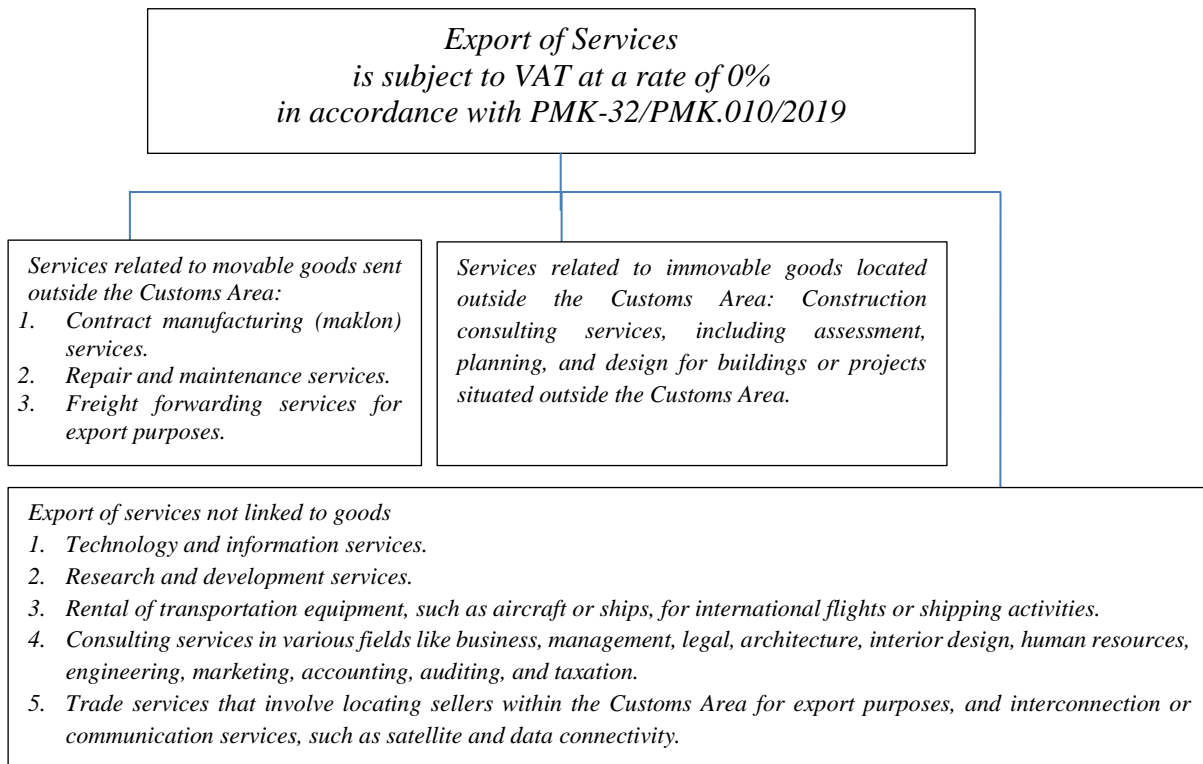 Export of Services
is subject to VAT at a rate of 0%
in accordance with PMK-32/PMK.010/2019
Services related to movable goods sent
outside the Customs Area:
1. Contract manufacturing (maklon)
services.
2. Repair and maintenance services.
3. Freight forwarding services for
export purposes.
Services related to immovable goods located
outside the Customs Area: Construction
consulting services, including assessment,
planning, and design for buildings or projects
situated outside the Customs Area.
Export of services not linked to goods
1. Technology and information services.
2. Research and development services.
3. Rental of transportation equipment, such as aircraft or ships, for international flights or shipping activities.
4. Consulting services in various fields like business, management, legal, architecture, interior design, human resources,
engineering, marketing, accounting, auditing, and taxation.
5. Trade services that involve locating sellers within the Customs Area for export purposes, and interconnection or
communication services, such as satellite and data connectivity.